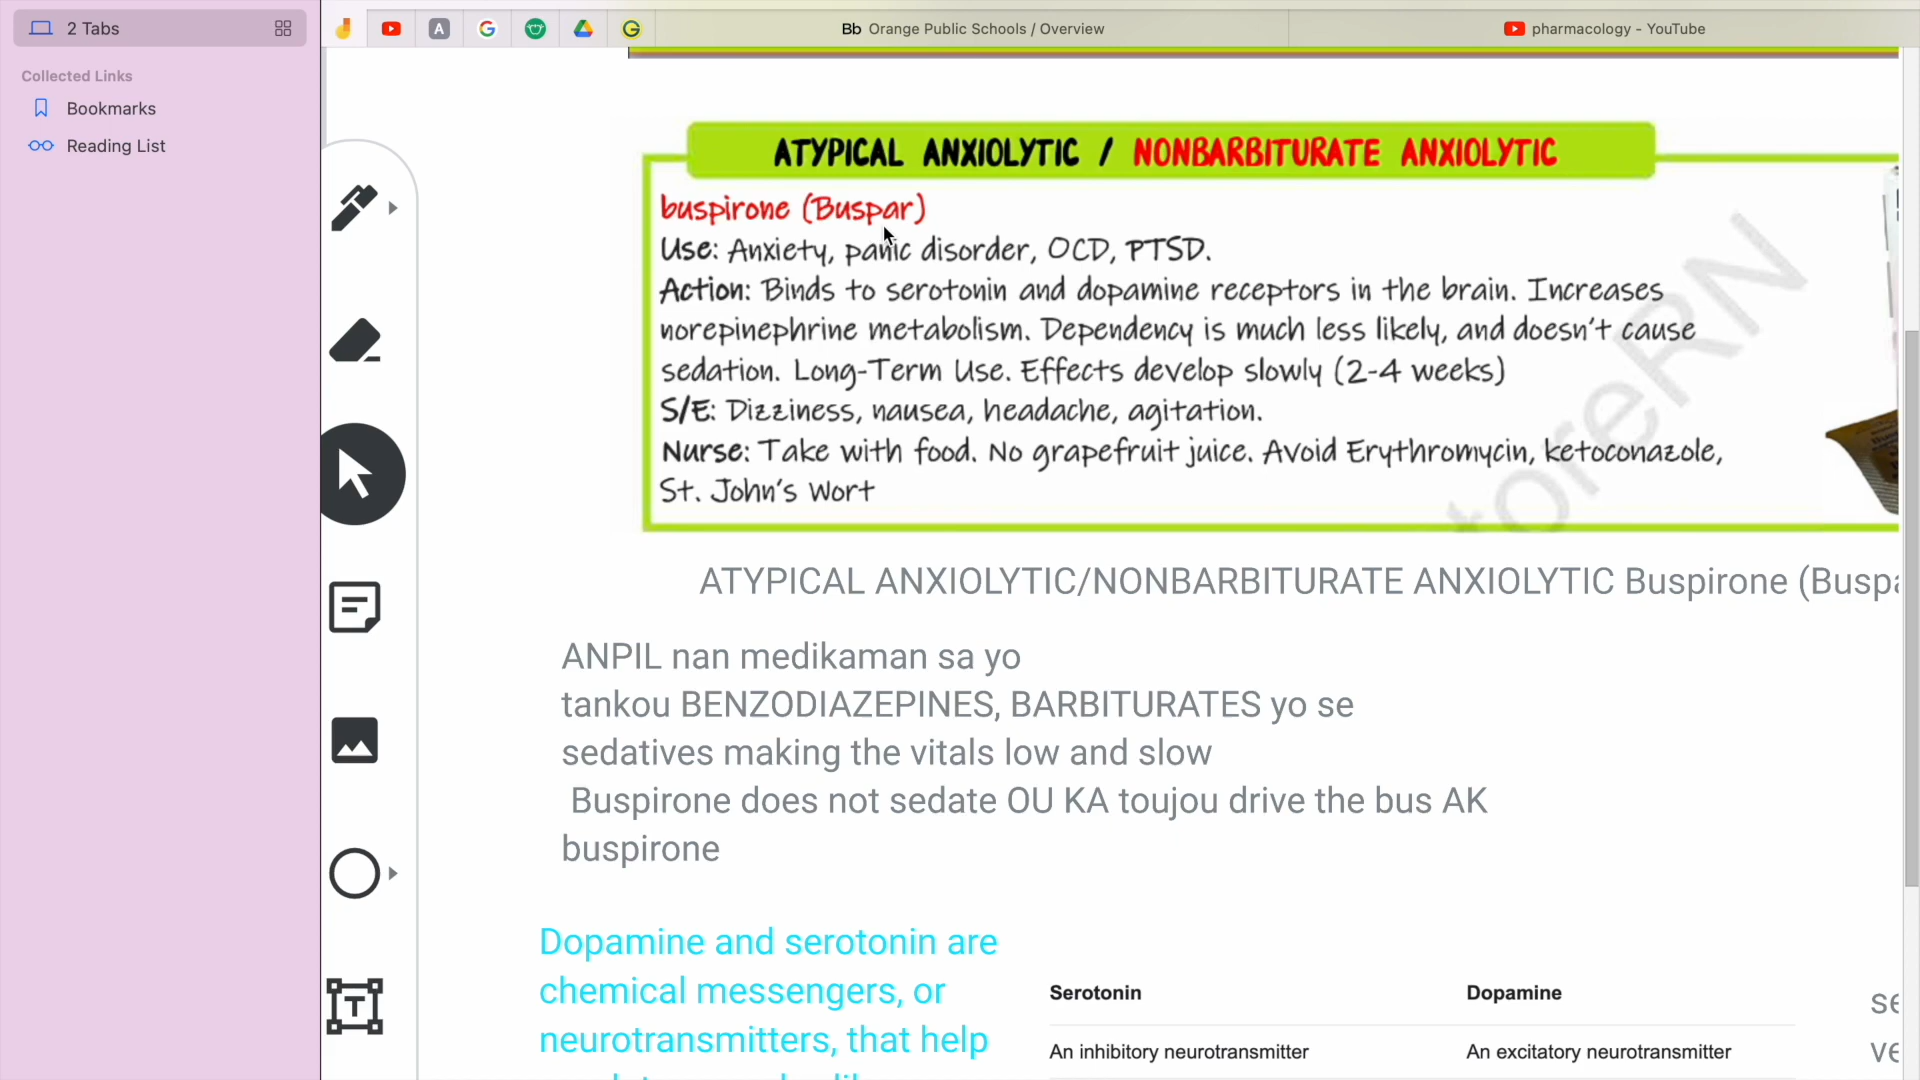 2 Tabs
Collected Links
Bookmarks
Reading List
A
G
G
Bb Orange Public Schools / Overview
pharmacology - YouTube
ATYPICAL ANXIOLYTIC / NONBARBITURATE ANXIOLYTIC
buspirone (Buspar)
Use: Anxiety, panic disorder, OCD, PTSD.
Action: Binds to serotonin and dopamine receptors in the brain. Increases
norepinephrine metabolism. Dependency is much less likely, and doesn't cause
sedation. Long-Term Use. Effects develop slowly (2-4 weeks)
S/E: Dizziness, nausea, headache, agitation.
Nurse: Take with food. No grapefruit juice. Avoid Erythromycin, ketoconazole,
St. John's Wort
toreRN
ATYPICAL ANXIOLYTIC/NONBARBITURATE ANXIOLYTIC Buspirone (Buspa
ANPIL nan medikaman sa yo
tankou BENZODIAZEPINES, BARBITURATES yo se
sedatives making the vitals low and slow
Buspirone does not sedate OU KA toujou drive the bus AK
buspirone
Dopamine and serotonin are
chemical messengers, or
neurotransmitters, that help
Serotonin Dopamine
An inhibitory neurotransmitter An excitatory neurotransmitter
T